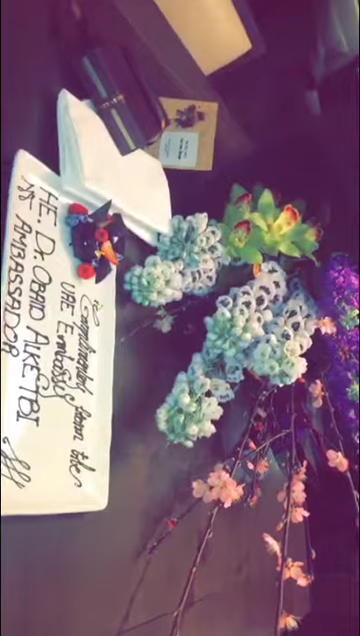 Compliments from the
UAE Embassy
H.E. Dr. OBAID ALKETBI
AMBASSADOR